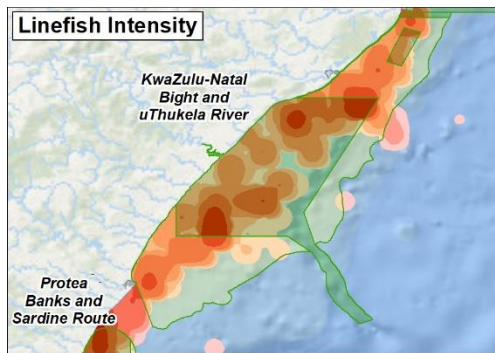 Linefish Intensity
KwaZulu-Natal
Bight and
uThukela River
Protea
Banks and
Sardine Route